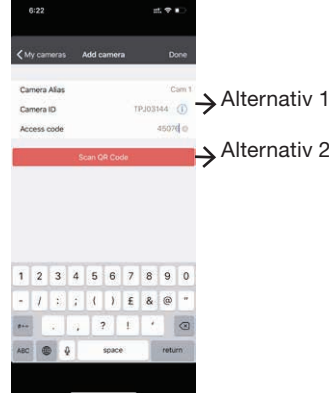 6:22
My cameras Add camera Done
Camera Alias Cam 1
Camera ID TPJ03144
Access code 45076
Scan QR Code
Alternativ 1
Alternativ 2
1 2 3 4 5 6 7 8 9 0
- / : ; ( ) £ & @ "
#+= . , ? ! '
ABC space return